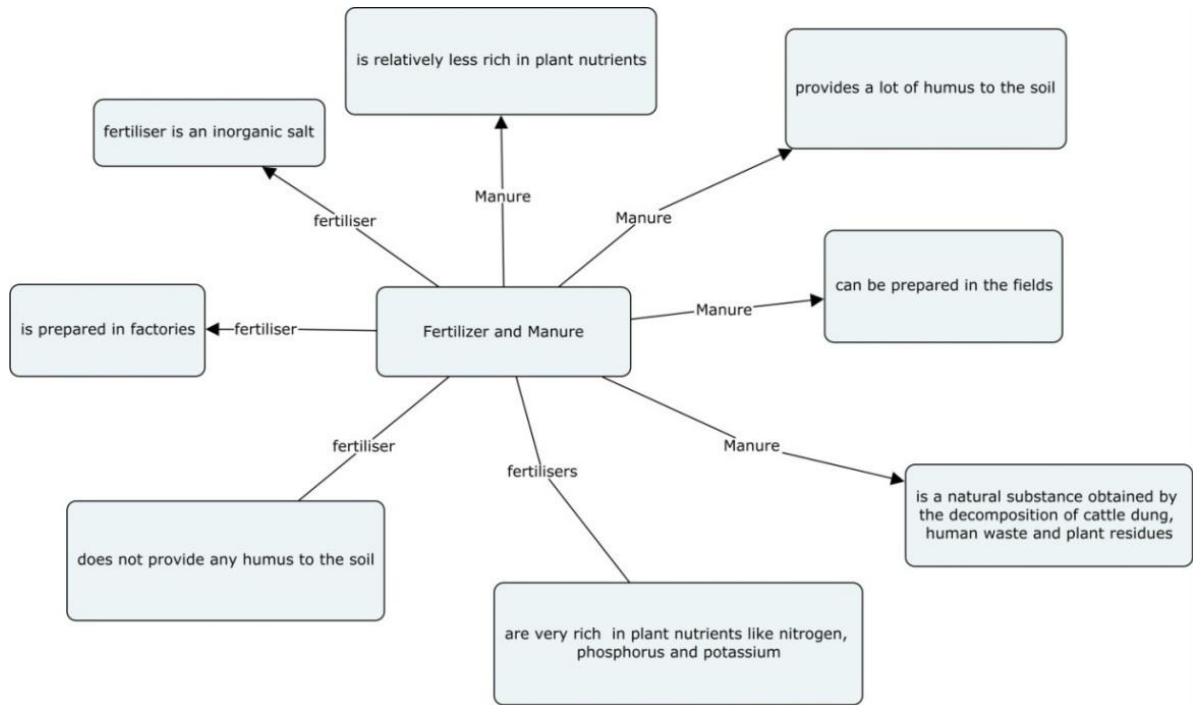 is relatively less rich in plant nutrients
provides a lot of humus to the soil
fertiliser is an inorganic salt
Manure
fertiliser
Manure
can be prepared in the fields
Manure
is prepared in factories
fertiliser
Fertilizer and Manure
fertiliser
Manure
fertilisers
is a natural substance obtained by
the decomposition of cattle dung,
human waste and plant residues
does not provide any humus to the soil
are very rich in plant nutrients like nitrogen,
phosphorus and potassium